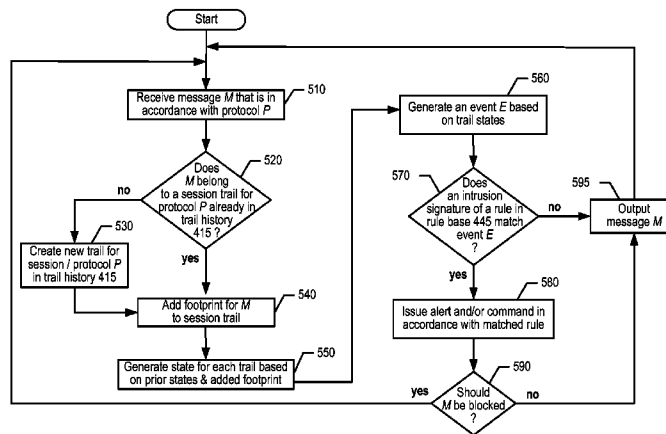 Start
510
Receive message M that is in
accordance with protocol P
520
Does
M belong
to a session trail for
protocol P already in
trail history
415 ?
no
yes
530
Create new trail for
session / protocol P
in trail history 415
540
Add footprint for M
to session trail
550
Generate state for each trail based
on prior states & added footprint
560
Generate an event E based
on trail states
570
Does
an intrusion
signature of a rule in
rule base 445 match
event E
?
no
yes
595
Output
message M
580
Issue alert and/or command in
accordance with matched rule
590
Should
M be blocked
?
yes
no